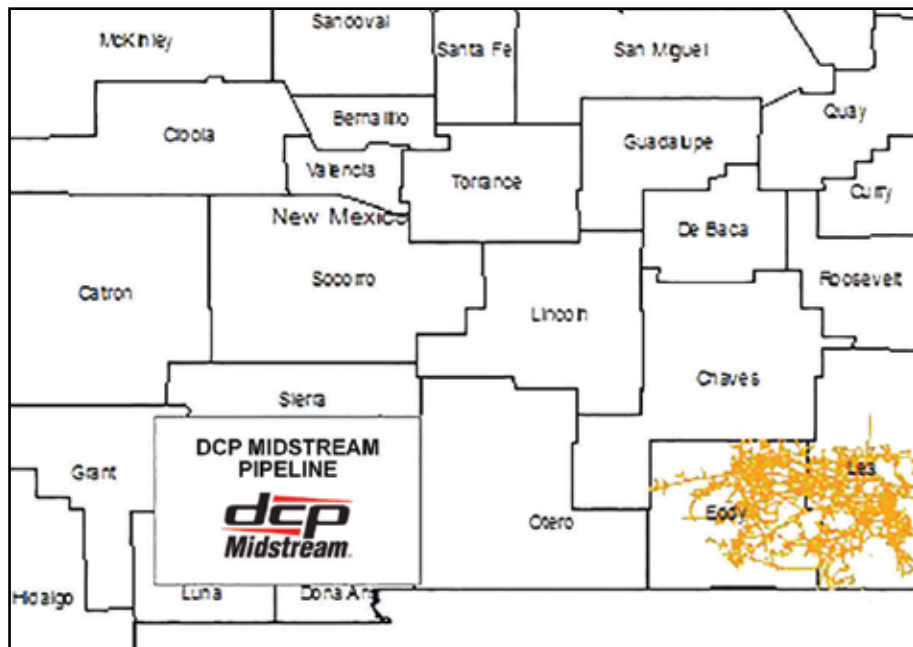 McKinley
Sandoval
Santa Fe
San Miguel
Quay
Cibola
Bernalillo
Valencia
Torrance
Guadalupe
Curry
De Baca
New Mexico
Catron
Socorro
Lincoln
Roosevelt
Chaves
Sierra
Grant
DCP MIDSTREAM
PIPELINE
dcp
Midstream
Otero
Eddy
Lea
Hidalgo
Luna
Dona Ana